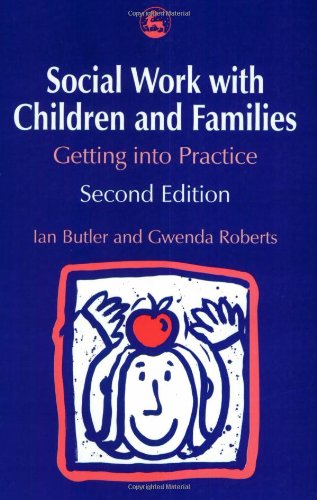 Social Work with
Children and Families
Getting into Practice
Second Edition
Ian Butler and Gwenda Roberts